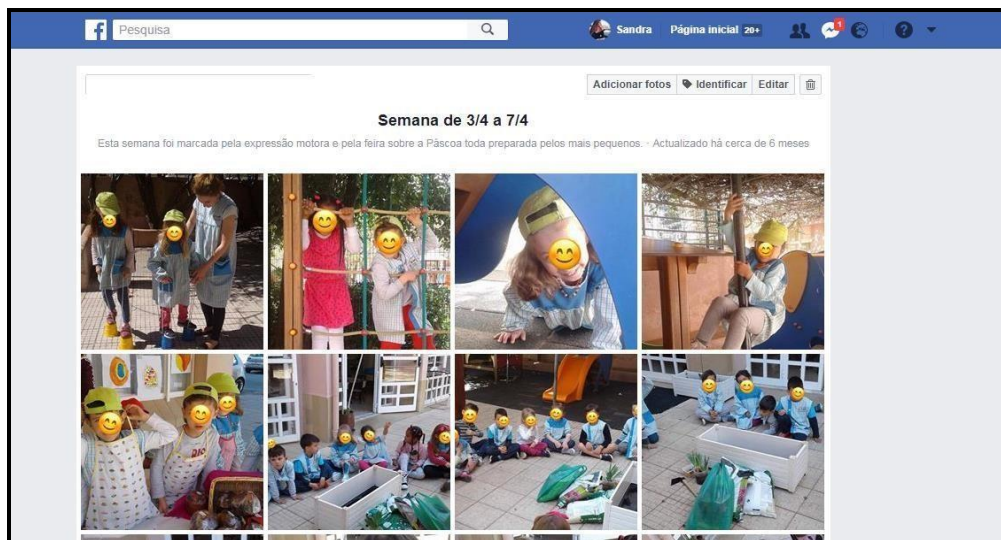 f Pesquisa Sandra Página inicial 20+ 1 ?
Adicionar fotos Identificar Editar
Semana de 3/4 a 7/4
Esta semana foi marcada pela expressão motora e pela feira sobre a Páscoa toda preparada pelos mais pequenos. · Actualizado há cerca de 6 meses